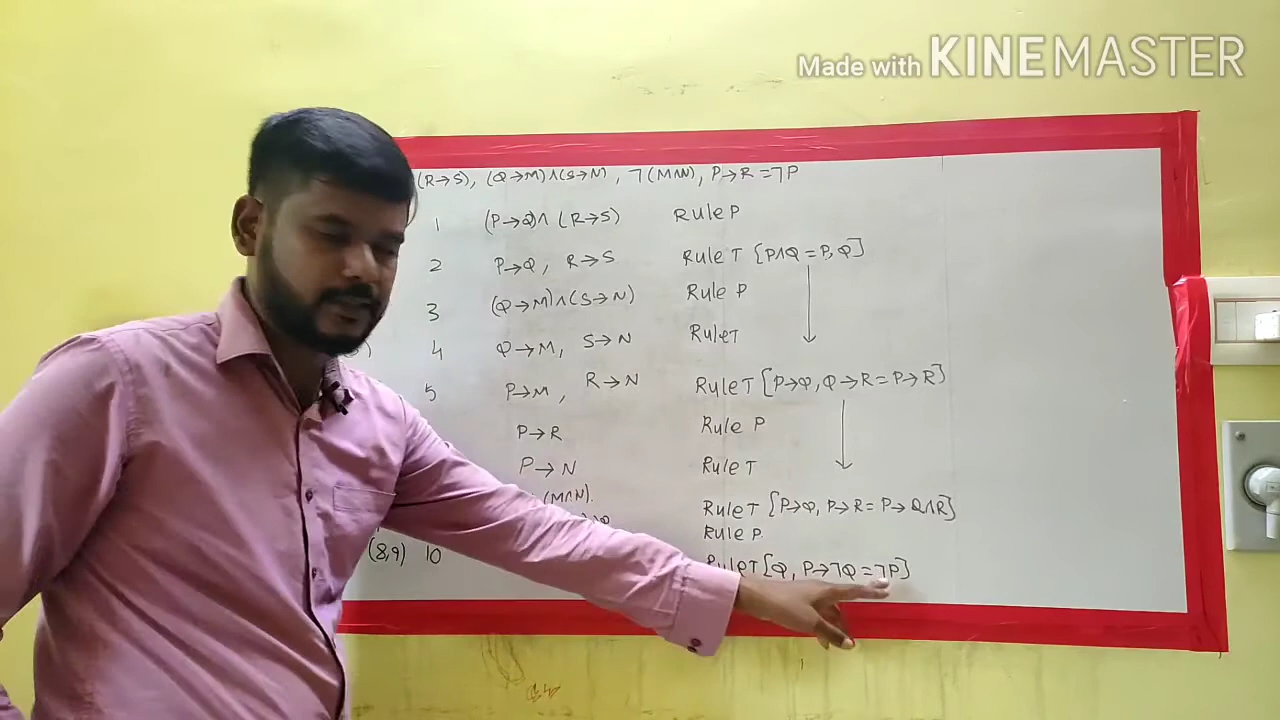 Made with KINEMASTER
(R→S), (Q→M)∧(S→N), ¬(M∧N), P→R =¬P
1 (P→Q)∧ (R→S) Rule P
2 P→Q, R→S Rule T {P∧Q = P, Q}
3 (Q→M)∧(S→N) Rule P
4 Q→M, S→N Rule T
5 P→M, R→N Rule T {P→Q, Q→R = P→R}
P→R Rule P
P→N Rule T
(M∧N). Rule T {P→Q, P→R = P→Q∧R}
Rule P
(8,9) 10 Rule T [Q, P→¬Q =¬P]